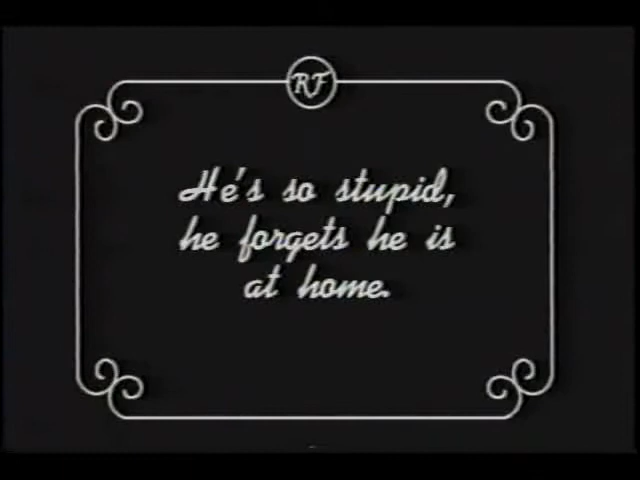 RF
He's so stupid,
he forgets he is
at home.